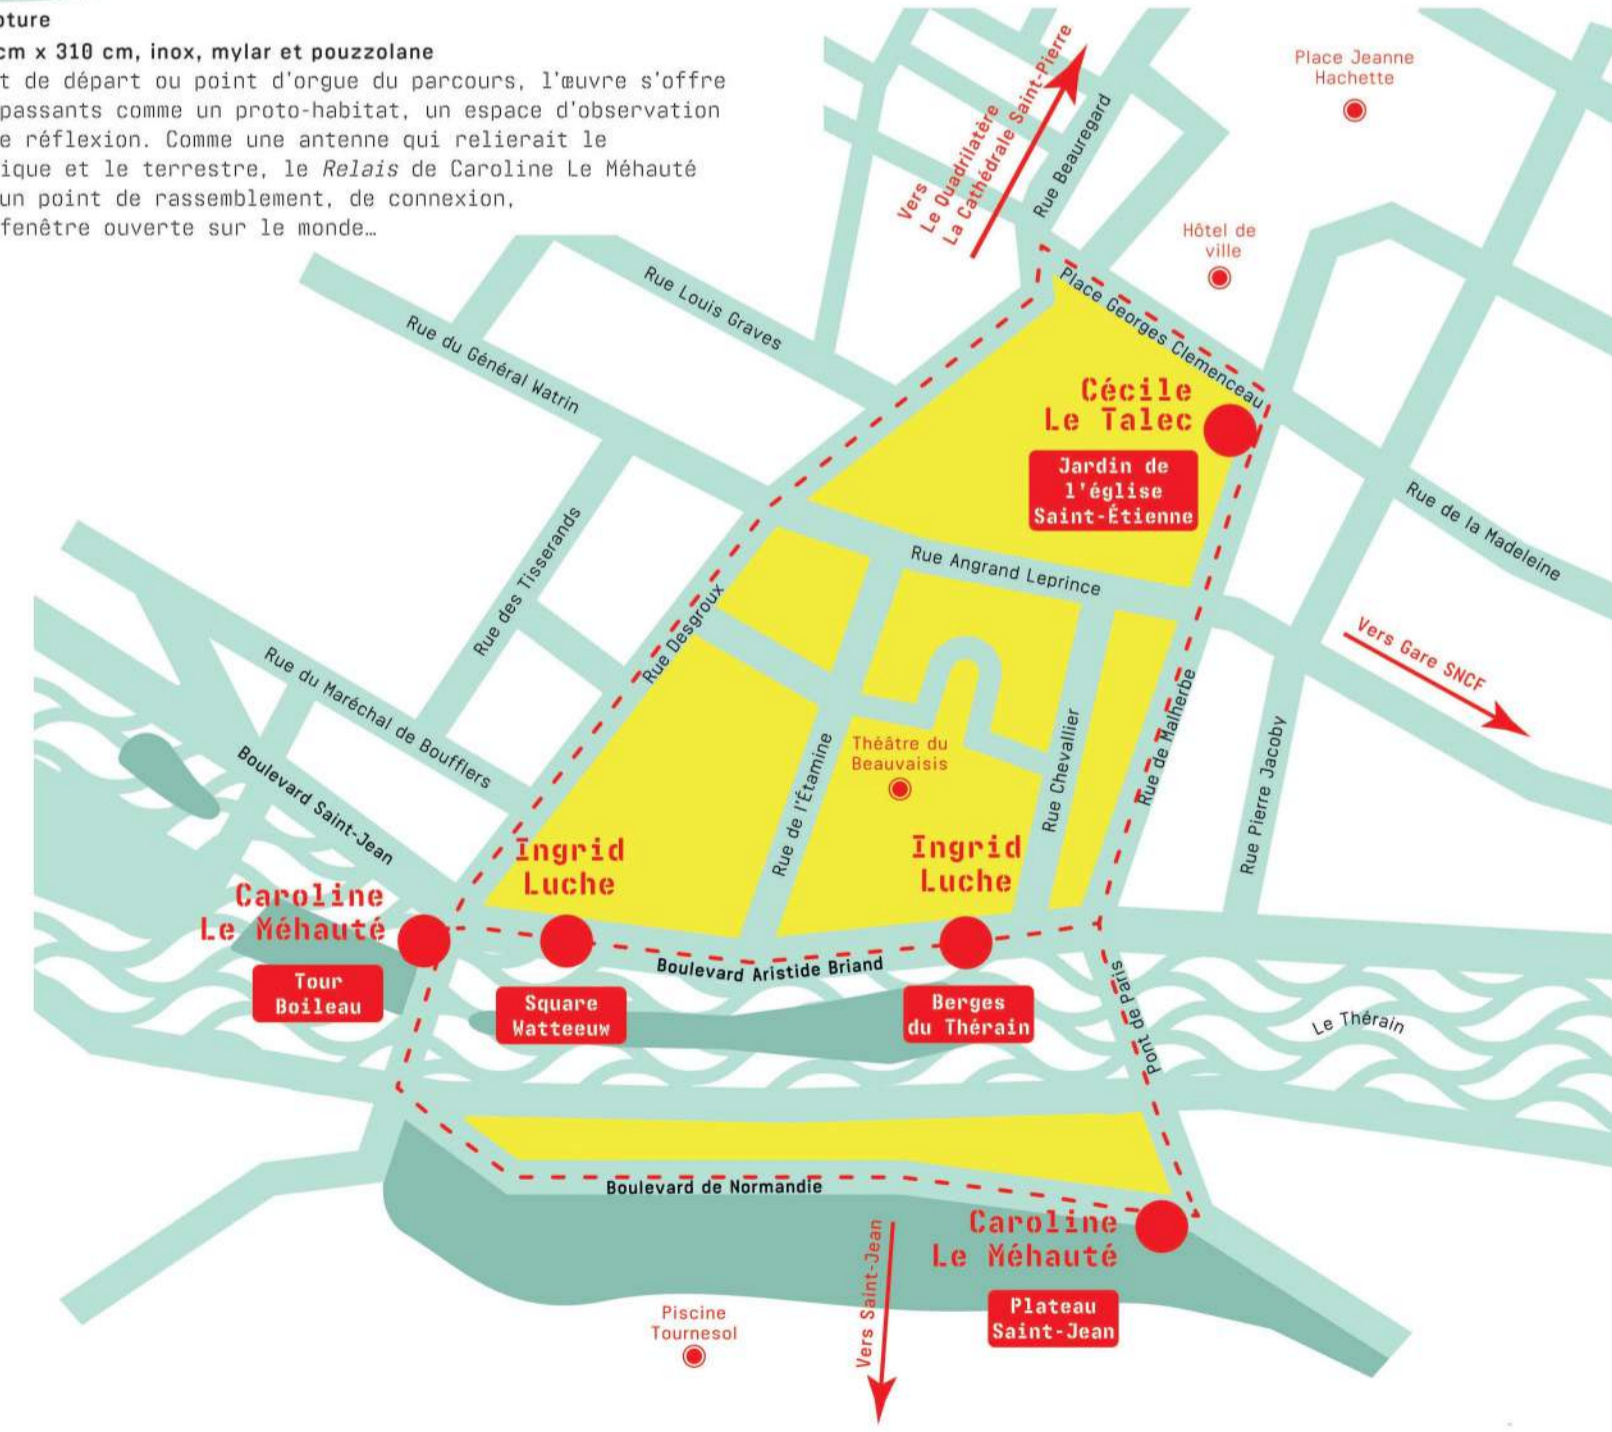 pture
cm x 310 cm, inox, mylar et pouzzolane
t de départ ou point d'orgue du parcours, l'œuvre s'offre
passants comme un proto-habitat, un espace d'observation
e réflexion. Comme une antenne qui relierait le
ique et le terrestre, le Relais de Caroline Le Méhauté
un point de rassemblement, de connexion,
fenêtre ouverte sur le monde…
Place Jeanne
Hachette
Vers
Le Quadrilatère
La Cathédrale Saint-Pierre
Rue Beauregard
Hôtel de
ville
Place Georges Clemenceau
Rue Louis Graves
Rue du Général Watrin
Cécile
Le Talec
Jardin de
l'église
Saint-Étienne
Rue de la Madeleine
Rue Angrand Leprince
Rue des Tisserands
Rue Desgroux
Vers Gare SNCF
Rue du Maréchal de Boufflers
Rue de Malherbe
Rue Chevallier
Rue Pierre Jacoby
Rue de l'Étamine
Théâtre du
Beauvaisis
Boulevard Saint-Jean
Ingrid
Luche
Ingrid
Luche
Caroline
Le Méhauté
Boulevard Aristide Briand
Tour
Boileau
Square
Watteeuw
Berges
du Thérain
Pont de Paris
Le Thérain
Boulevard de Normandie
Caroline
Le Méhauté
Vers Saint-Jean
Plateau
Saint-Jean
Piscine
Tournesol